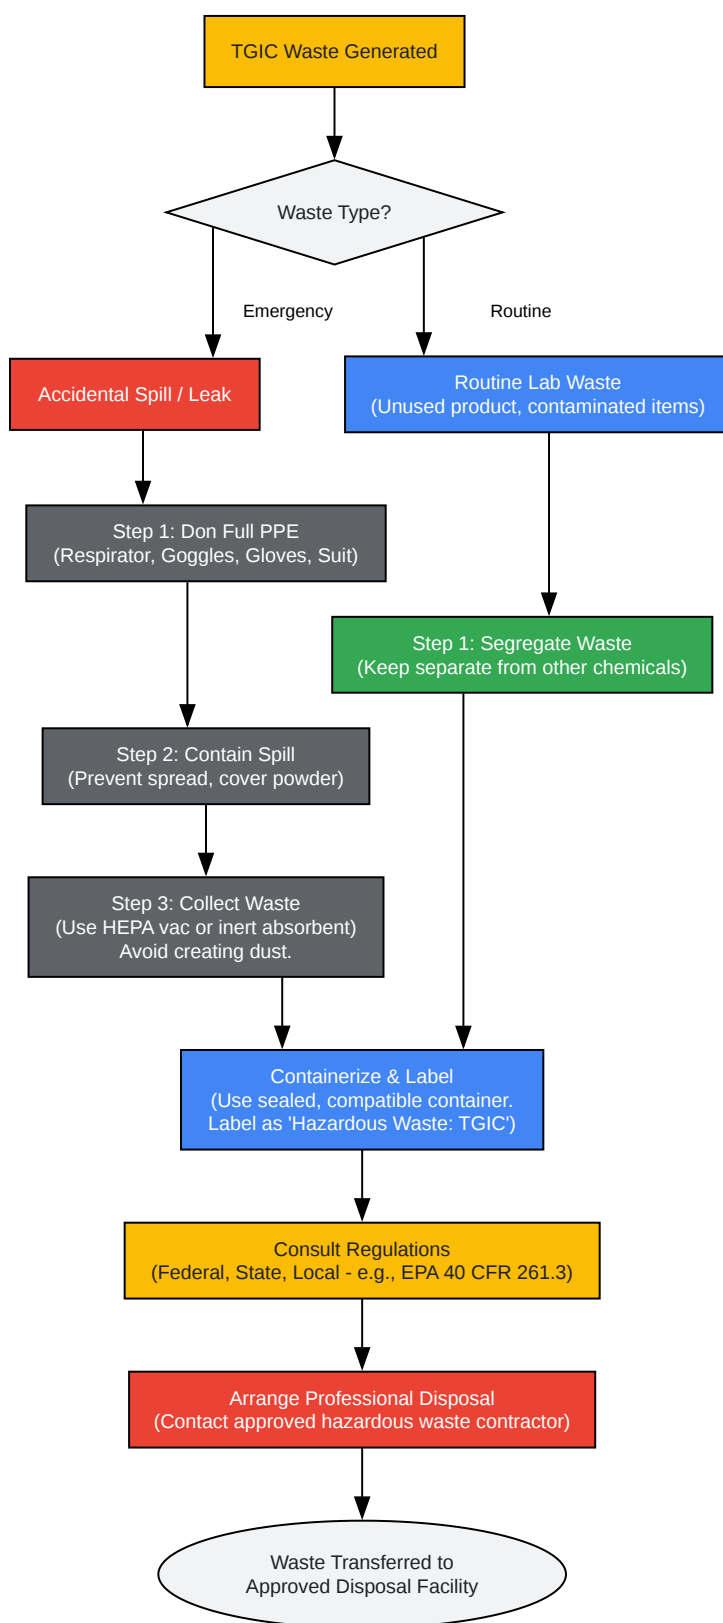 TGIC Waste Generated
Waste Type?
Emergency
Routine
Accidental Spill / Leak
Routine Lab Waste
(Unused product, contaminated items)
Step 1: Don Full PPE
(Respirator, Goggles, Gloves, Suit)
Step 1: Segregate Waste
(Keep separate from other chemicals)
Step 2: Contain Spill
(Prevent spread, cover powder)
Step 3: Collect Waste
(Use HEPA vac or inert absorbent)
Avoid creating dust.
Containerize & Label
(Use sealed, compatible container.
Label as 'Hazardous Waste: TGIC')
Consult Regulations
(Federal, State, Local - e.g., EPA 40 CFR 261.3)
Arrange Professional Disposal
(Contact approved hazardous waste contractor)
Waste Transferred to
Approved Disposal Facility